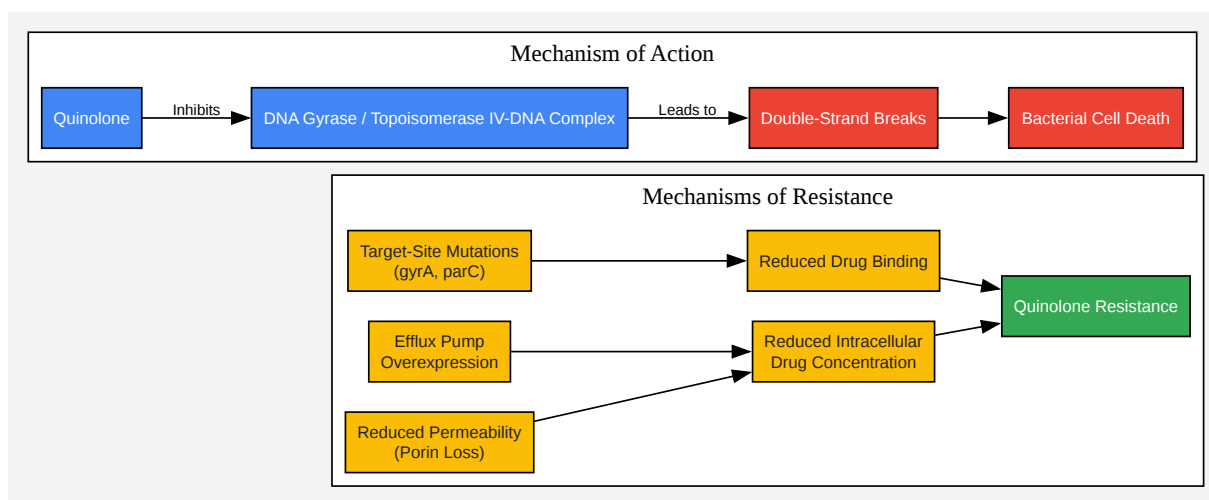 Mechanism of Action
Quinolone
Inhibits
DNA Gyrase / Topoisomerase IV-DNA Complex
Leads to
Double-Strand Breaks
Bacterial Cell Death
Mechanisms of Resistance
Target-Site Mutations
(gyrA, parC)
Reduced Drug Binding
Quinolone Resistance
Efflux Pump
Overexpression
Reduced Intracellular
Drug Concentration
Reduced Permeability
(Porin Loss)